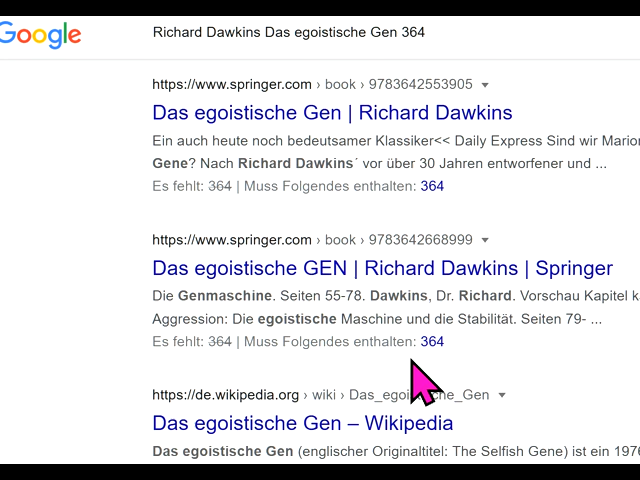 Google
Richard Dawkins Das egoistische Gen 364
https://www.springer.com › book › 9783642553905
Das egoistische Gen | Richard Dawkins
Ein auch heute noch bedeutsamer Klassiker<< Daily Express Sind wir Marion
Gene? Nach Richard Dawkins´ vor über 30 Jahren entworfener und ...
Es fehlt: 364 | Muss Folgendes enthalten: 364
https://www.springer.com › book › 9783642668999
Das egoistische GEN | Richard Dawkins | Springer
Die Genmaschine. Seiten 55-78. Dawkins, Dr. Richard. Vorschau Kapitel
Aggression: Die egoistische Maschine und die Stabilität. Seiten 79- ...
Es fehlt: 364 | Muss Folgendes enthalten: 364
https://de.wikipedia.org › wiki › Das_egoistische_Gen
Das egoistische Gen – Wikipedia
Das egoistische Gen (englischer Originaltitel: The Selfish Gene) ist ein 1976